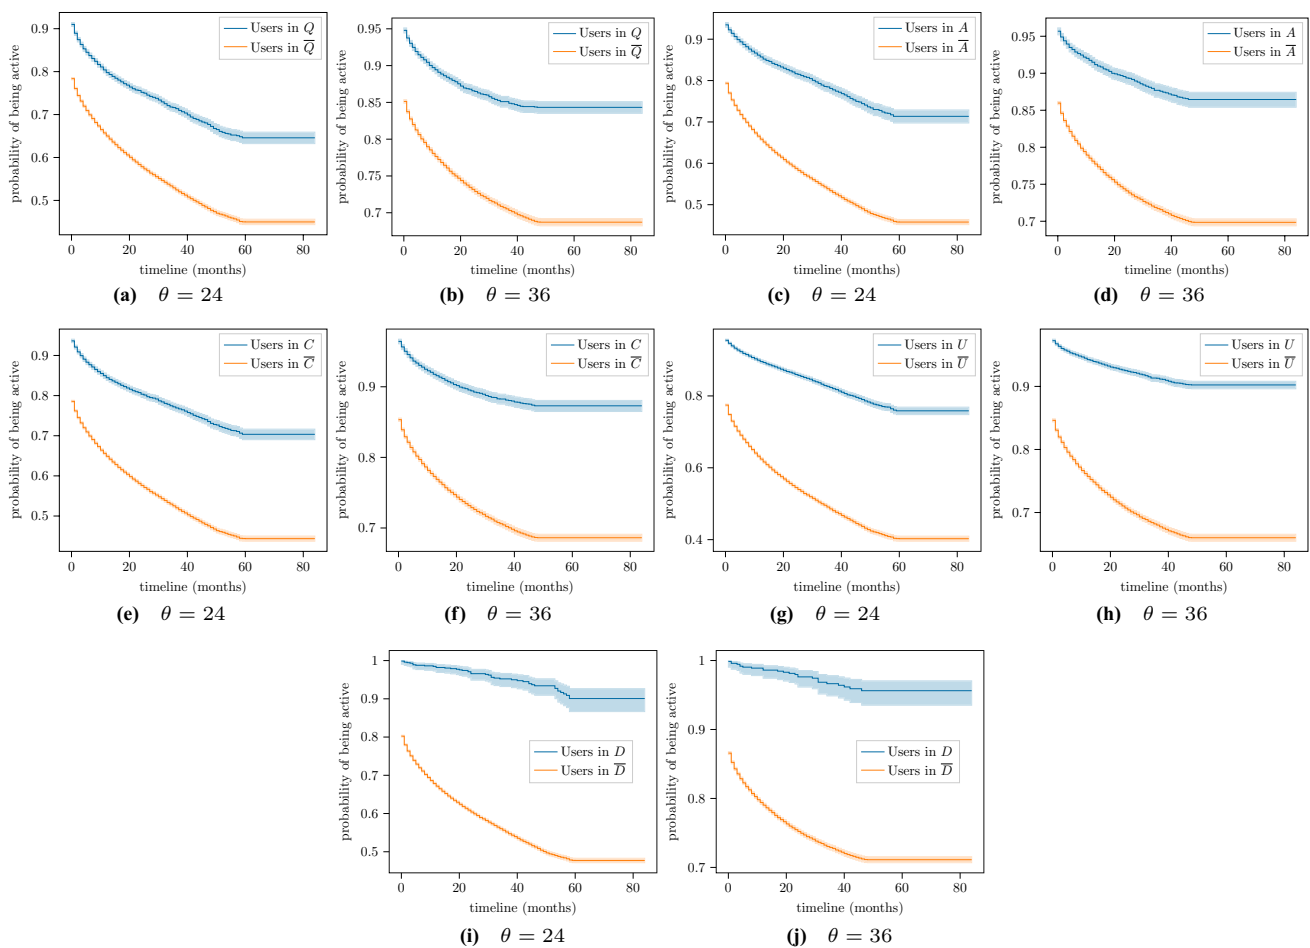 probability of being active
0.9
0.8
0.7
0.6
0.5
0 20 40 60 80
timeline (months)
Users in Q
Users in Q̅
(a) θ = 24
probability of being active
0.95
0.9
0.85
0.8
0.75
0.7
0 20 40 60 80
timeline (months)
Users in Q
Users in Q̅
(b) θ = 36
probability of being active
0.9
0.8
0.7
0.6
0.5
0 20 40 60 80
timeline (months)
Users in A
Users in A̅
(c) θ = 24
probability of being active
0.95
0.9
0.85
0.8
0.75
0.7
0 20 40 60 80
timeline (months)
Users in A
Users in A̅
(d) θ = 36
probability of being active
0.9
0.8
0.7
0.6
0.5
0 20 40 60 80
timeline (months)
Users in C
Users in C̅
(e) θ = 24
probability of being active
0.9
0.8
0.7
0 20 40 60 80
timeline (months)
Users in C
Users in C̅
(f) θ = 36
probability of being active
0.8
0.6
0.4
0 20 40 60 80
timeline (months)
Users in U
Users in U̅
(g) θ = 24
probability of being active
0.9
0.8
0.7
0 20 40 60 80
timeline (months)
Users in U
Users in U̅
(h) θ = 36
probability of being active
1
0.9
0.8
0.7
0.6
0.5
0 20 40 60 80
timeline (months)
Users in D
Users in D̅
(i) θ = 24
probability of being active
1
0.9
0.8
0.7
0 20 40 60 80
timeline (months)
Users in D
Users in D̅
(j) θ = 36